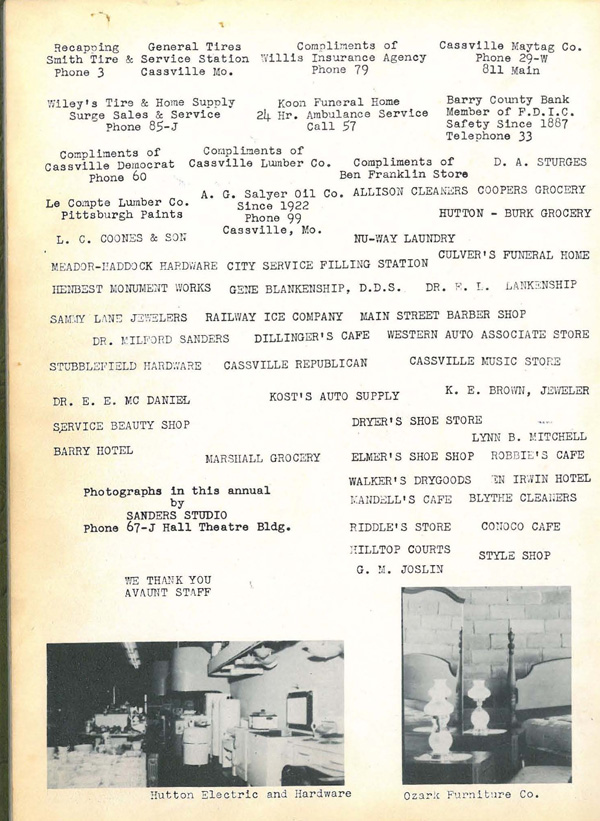 Recapping General Tires
Smith Tire & Service Station
Phone 3 Cassville Mo.
Compliments of
Willis Insurance Agency
Phone 79
Cassville Maytag Co.
Phone 29-W
811 Main
Wiley's Tire & Home Supply
Surge Sales & Service
Phone 85-J
Koon Funeral Home
24 Hr. Ambulance Service
Call 57
Barry County Bank
Member of F.D.I.C.
Safety Since 1887
Telephone 33
Compliments of
Cassville Democrat
Phone 60
Compliments of
Cassville Lumber Co.
Compliments of
Ben Franklin Store
D. A. STURGES
Le Compte Lumber Co.
Pittsburgh Paints
A. G. Salyer Oil Co.
Since 1922
Phone 99
Cassville, Mo.
ALLISON CLEANERS COOPERS GROCERY
HUTTON - BURK GROCERY
L. C. COONES & SON
NU-WAY LAUNDRY
CULVER'S FUNERAL HOME
MEADOR-HADDOCK HARDWARE CITY SERVICE FILLING STATION
HENBEST MONUMENT WORKS GENE BLANKENSHIP, D.D.S. DR. E. L. LANKENSHIP
SAMMY LANE JEWELERS RAILWAY ICE COMPANY MAIN STREET BARBER SHOP
DR. MILFORD SANDERS DILLINGER'S CAFE WESTERN AUTO ASSOCIATE STORE
STUBBLEFIELD HARDWARE CASSVILLE REPUBLICAN CASSVILLE MUSIC STORE
DR. E. E. MC DANIEL KOST'S AUTO SUPPLY K. E. BROWN, JEWELER
SERVICE BEAUTY SHOP DRYER'S SHOE STORE
LYNN B. MITCHELL
BARRY HOTEL MARSHALL GROCERY ELMER'S SHOE SHOP ROBBIE'S CAFE
WALKER'S DRYGOODS EN IRWIN HOTEL
MANDELL'S CAFE BLYTHE CLEANERS
Photographs in this annual
by
SANDERS STUDIO
Phone 67-J Hall Theatre Bldg.
RIDDLE'S STORE CONOCO CAFE
HILLTOP COURTS STYLE SHOP
G. M. JOSLIN
WE THANK YOU
AVAUNT STAFF
Hutton Electric and Hardware
Ozark Furniture Co.